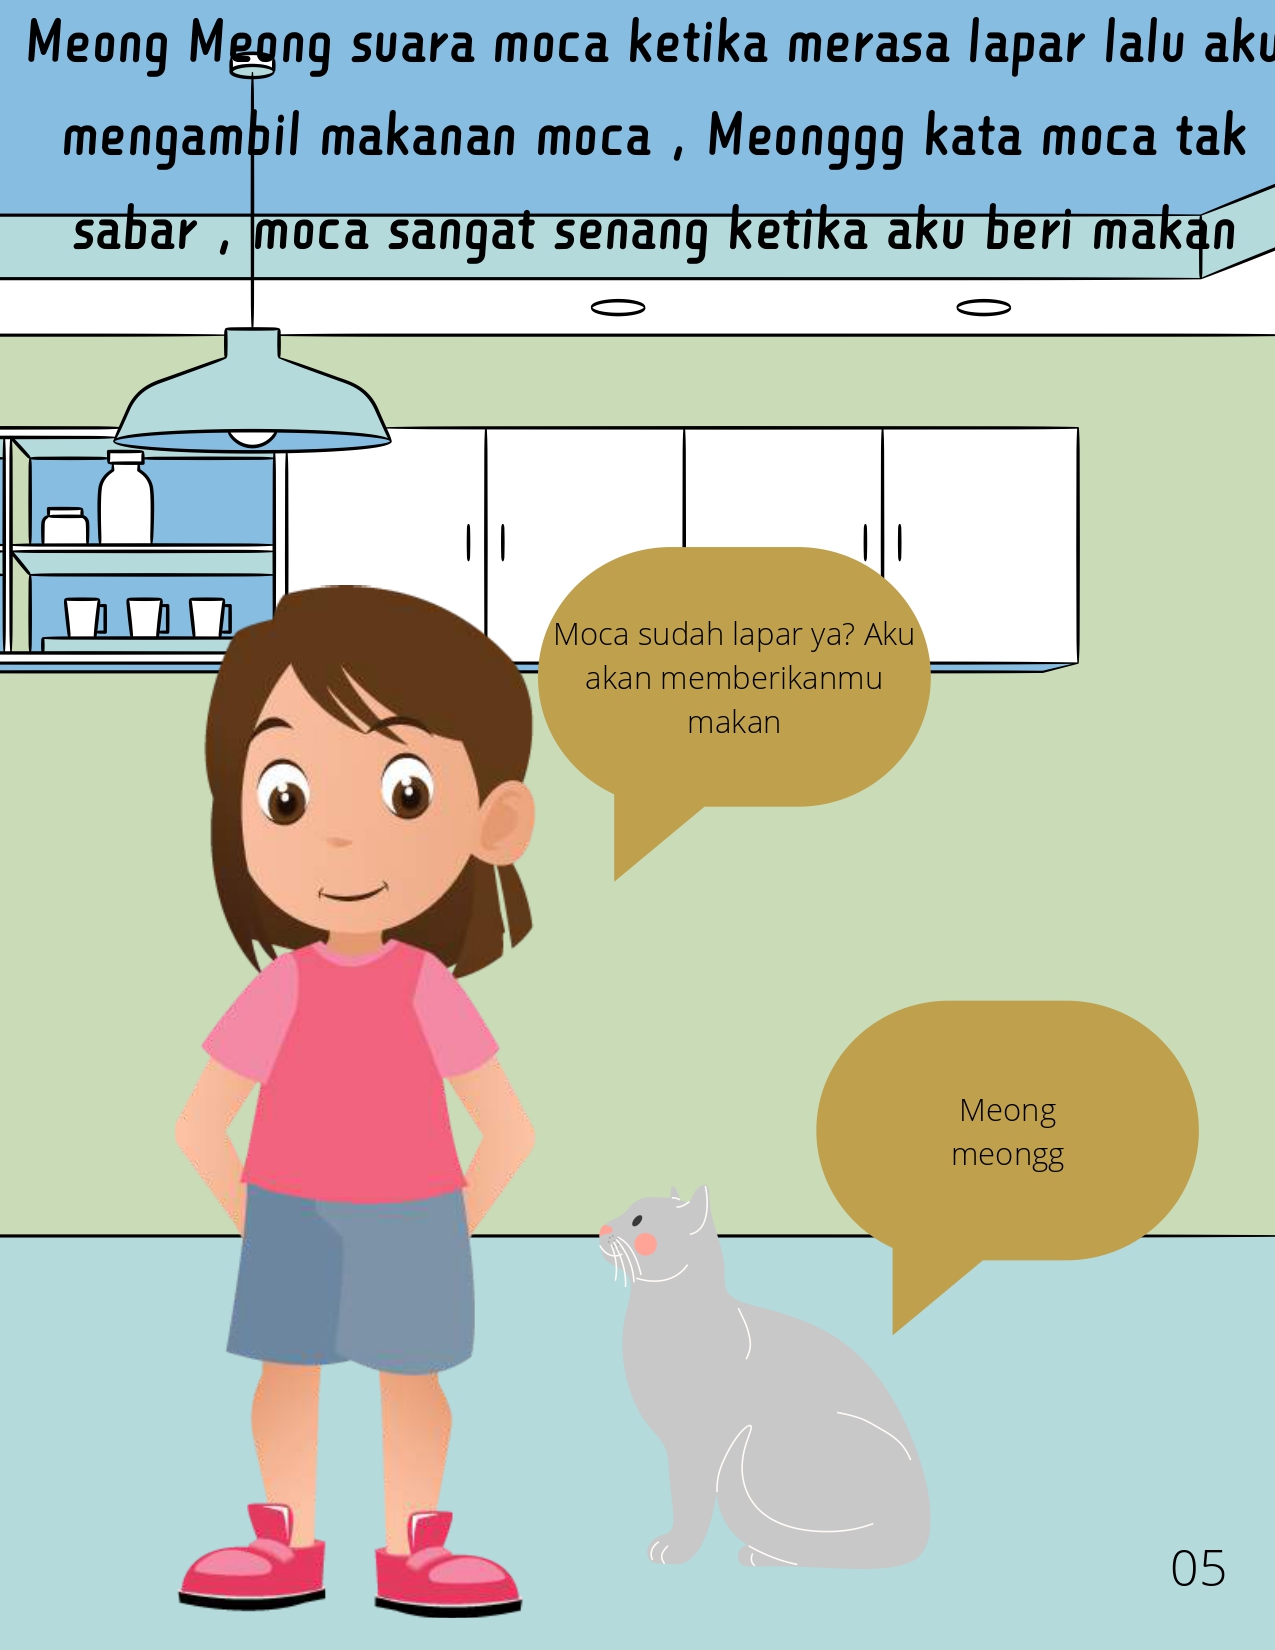 Meong Meong suara moca ketika merasa lapar lalu aku
mengambil makanan moca , Meonggg kata moca tak
sabar , moca sangat senang ketika aku beri makan
Moca sudah lapar ya? Aku
akan memberikanmu
makan
Meong
meongg
05